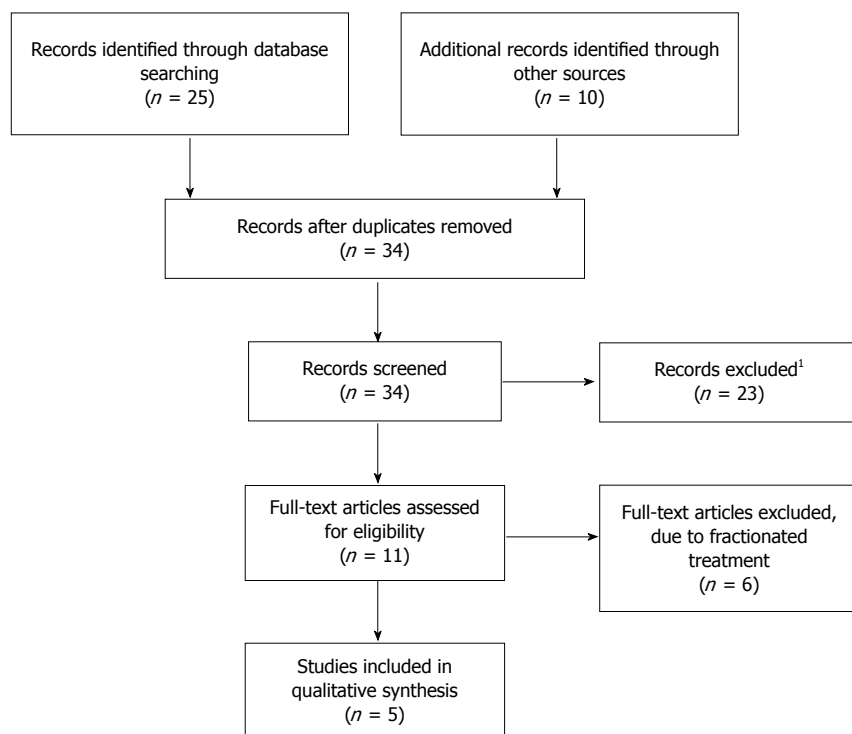 Records identified through database
searching
(n = 25)
Additional records identified through
other sources
(n = 10)
Records after duplicates removed
(n = 34)
Records screened
(n = 34)
Records excluded¹
(n = 23)
Full-text articles assessed
for eligibility
(n = 11)
Full-text articles excluded,
due to fractionated
treatment
(n = 6)
Studies included in
qualitative synthesis
(n = 5)